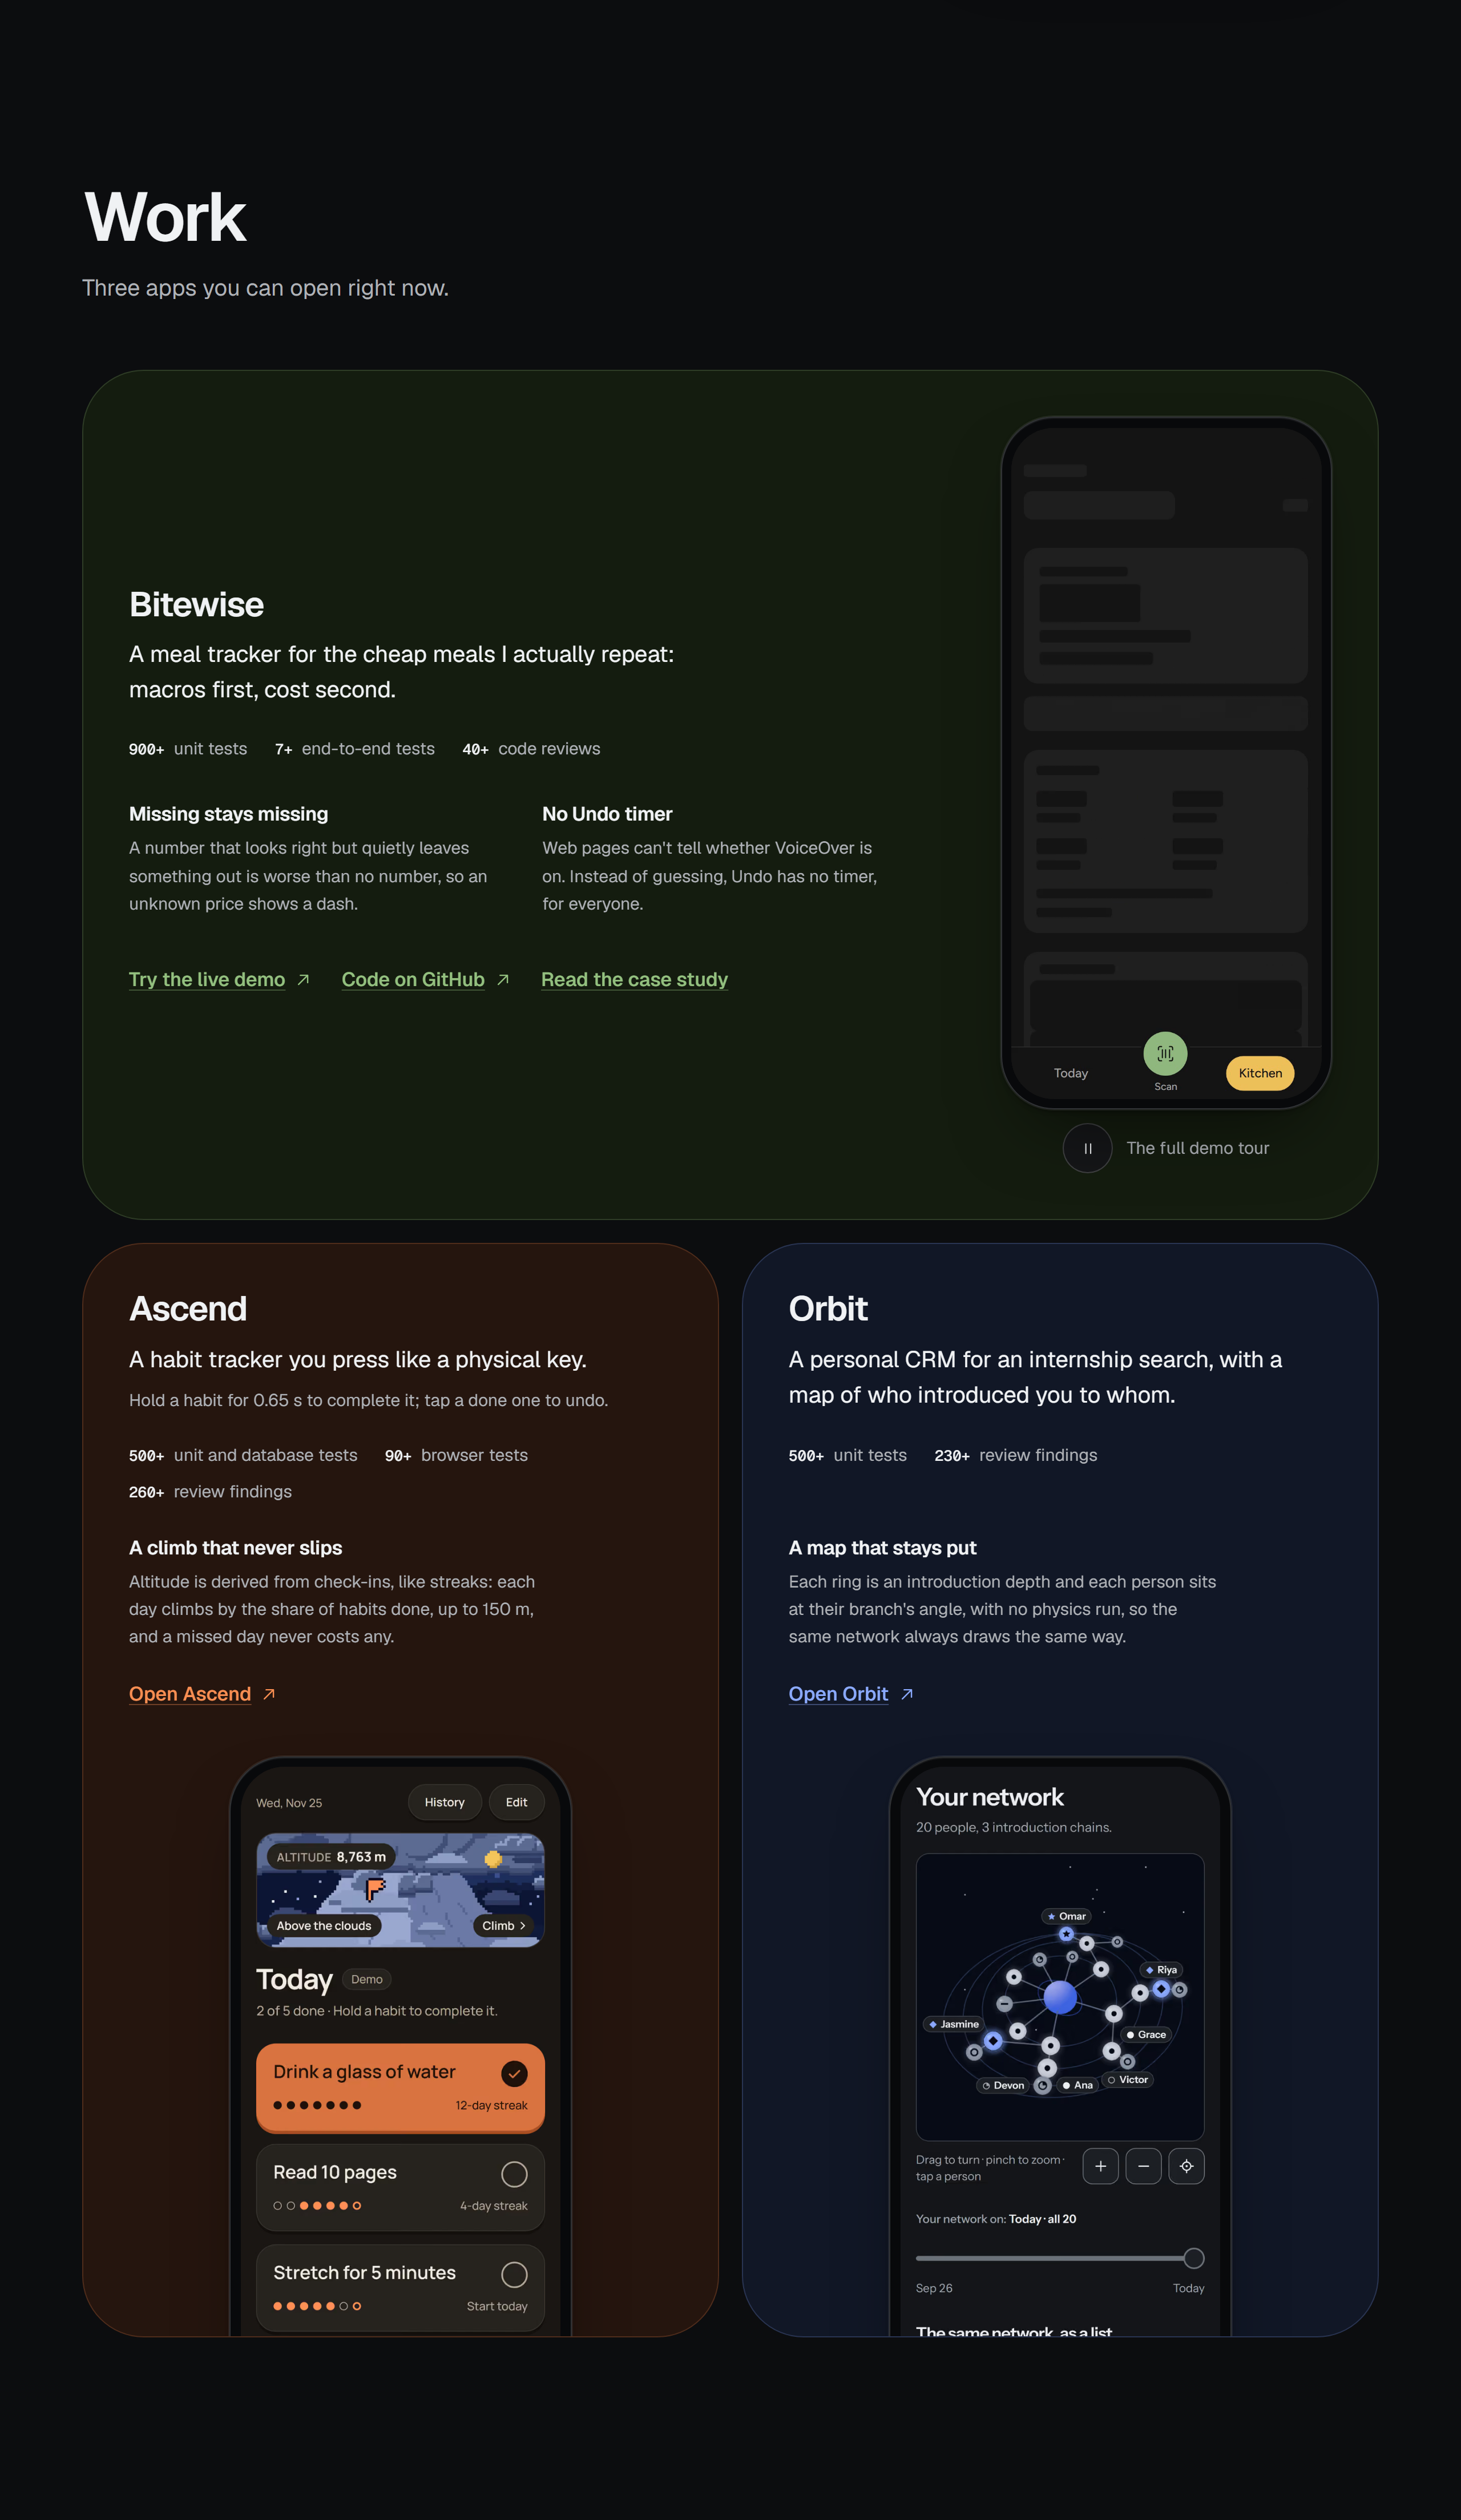 Work
Three apps you can open right now.
Bitewise
A meal tracker for the cheap meals I actually repeat:
macros first, cost second.
900+ unit tests 7+ end-to-end tests 40+ code reviews
Missing stays missing
A number that looks right but quietly leaves
something out is worse than no number, so an
unknown price shows a dash.
No Undo timer
Web pages can't tell whether VoiceOver is
on. Instead of guessing, Undo has no timer,
for everyone.
Try the live demo Code on GitHub Read the case study
Today
Scan
Kitchen
The full demo tour
Ascend
A habit tracker you press like a physical key.
Hold a habit for 0.65 s to complete it; tap a done one to undo.
500+ unit and database tests 90+ browser tests
260+ review findings
A climb that never slips
Altitude is derived from check-ins, like streaks: each
day climbs by the share of habits done, up to 150 m,
and a missed day never costs any.
Open Ascend
Wed, Nov 25
History
Edit
ALTITUDE 8,763 m
Above the clouds
Climb
Today Demo
2 of 5 done · Hold a habit to complete it.
Drink a glass of water
12-day streak
Read 10 pages
4-day streak
Stretch for 5 minutes
Start today
Orbit
A personal CRM for an internship search, with a
map of who introduced you to whom.
500+ unit tests 230+ review findings
A map that stays put
Each ring is an introduction depth and each person sits
at their branch's angle, with no physics run, so the
same network always draws the same way.
Open Orbit
Your network
20 people, 3 introduction chains.
Omar
Riya
Jasmine
Grace
Devon
Ana
Victor
Drag to turn · pinch to zoom ·
tap a person
Your network on: Today · all 20
Sep 26
Today
The same network, as a list